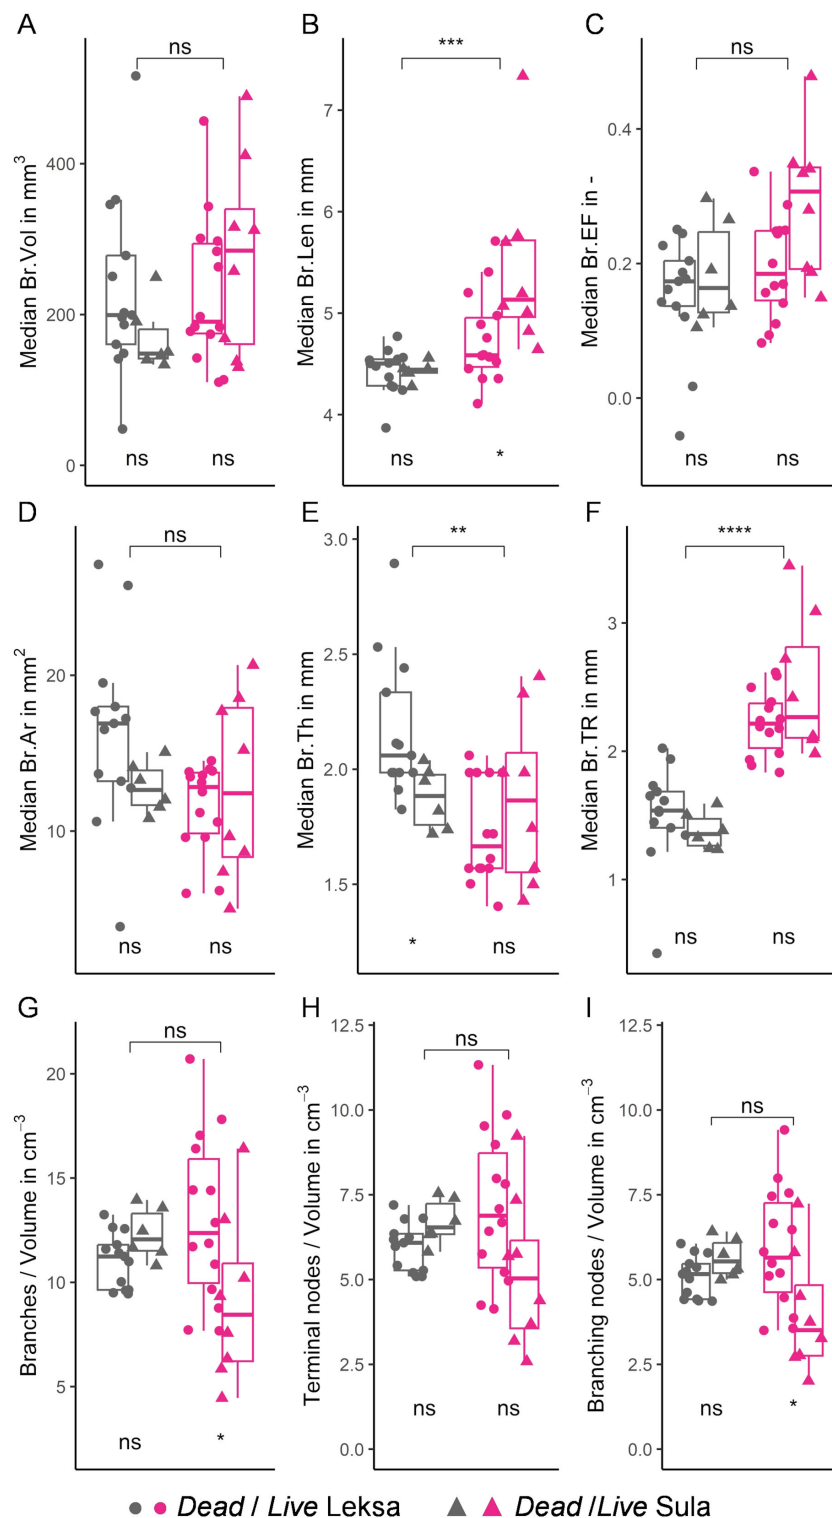 A
ns
Median Br.Vol in mm³
400
200
0
ns
ns
B
***
Median Br.Len in mm
7
6
5
4
ns
*
C
ns
Median Br.EF in -
0.4
0.2
0.0
ns
ns
D
ns
Median Br.Ar in mm²
20
10
ns
ns
E
**
Median Br.Th in mm
3.0
2.5
2.0
1.5
*
ns
F
****
Median Br.TR in mm
3
2
1
ns
ns
G
ns
Branches / Volume in cm⁻³
20
15
10
5
ns
*
H
ns
Terminal nodes / Volume in cm⁻³
12.5
10.0
7.5
5.0
2.5
0.0
ns
ns
I
ns
Branching nodes / Volume in cm⁻³
12.5
10.0
7.5
5.0
2.5
0.0
ns
*
Dead / Live Leksa
Dead /Live Sula